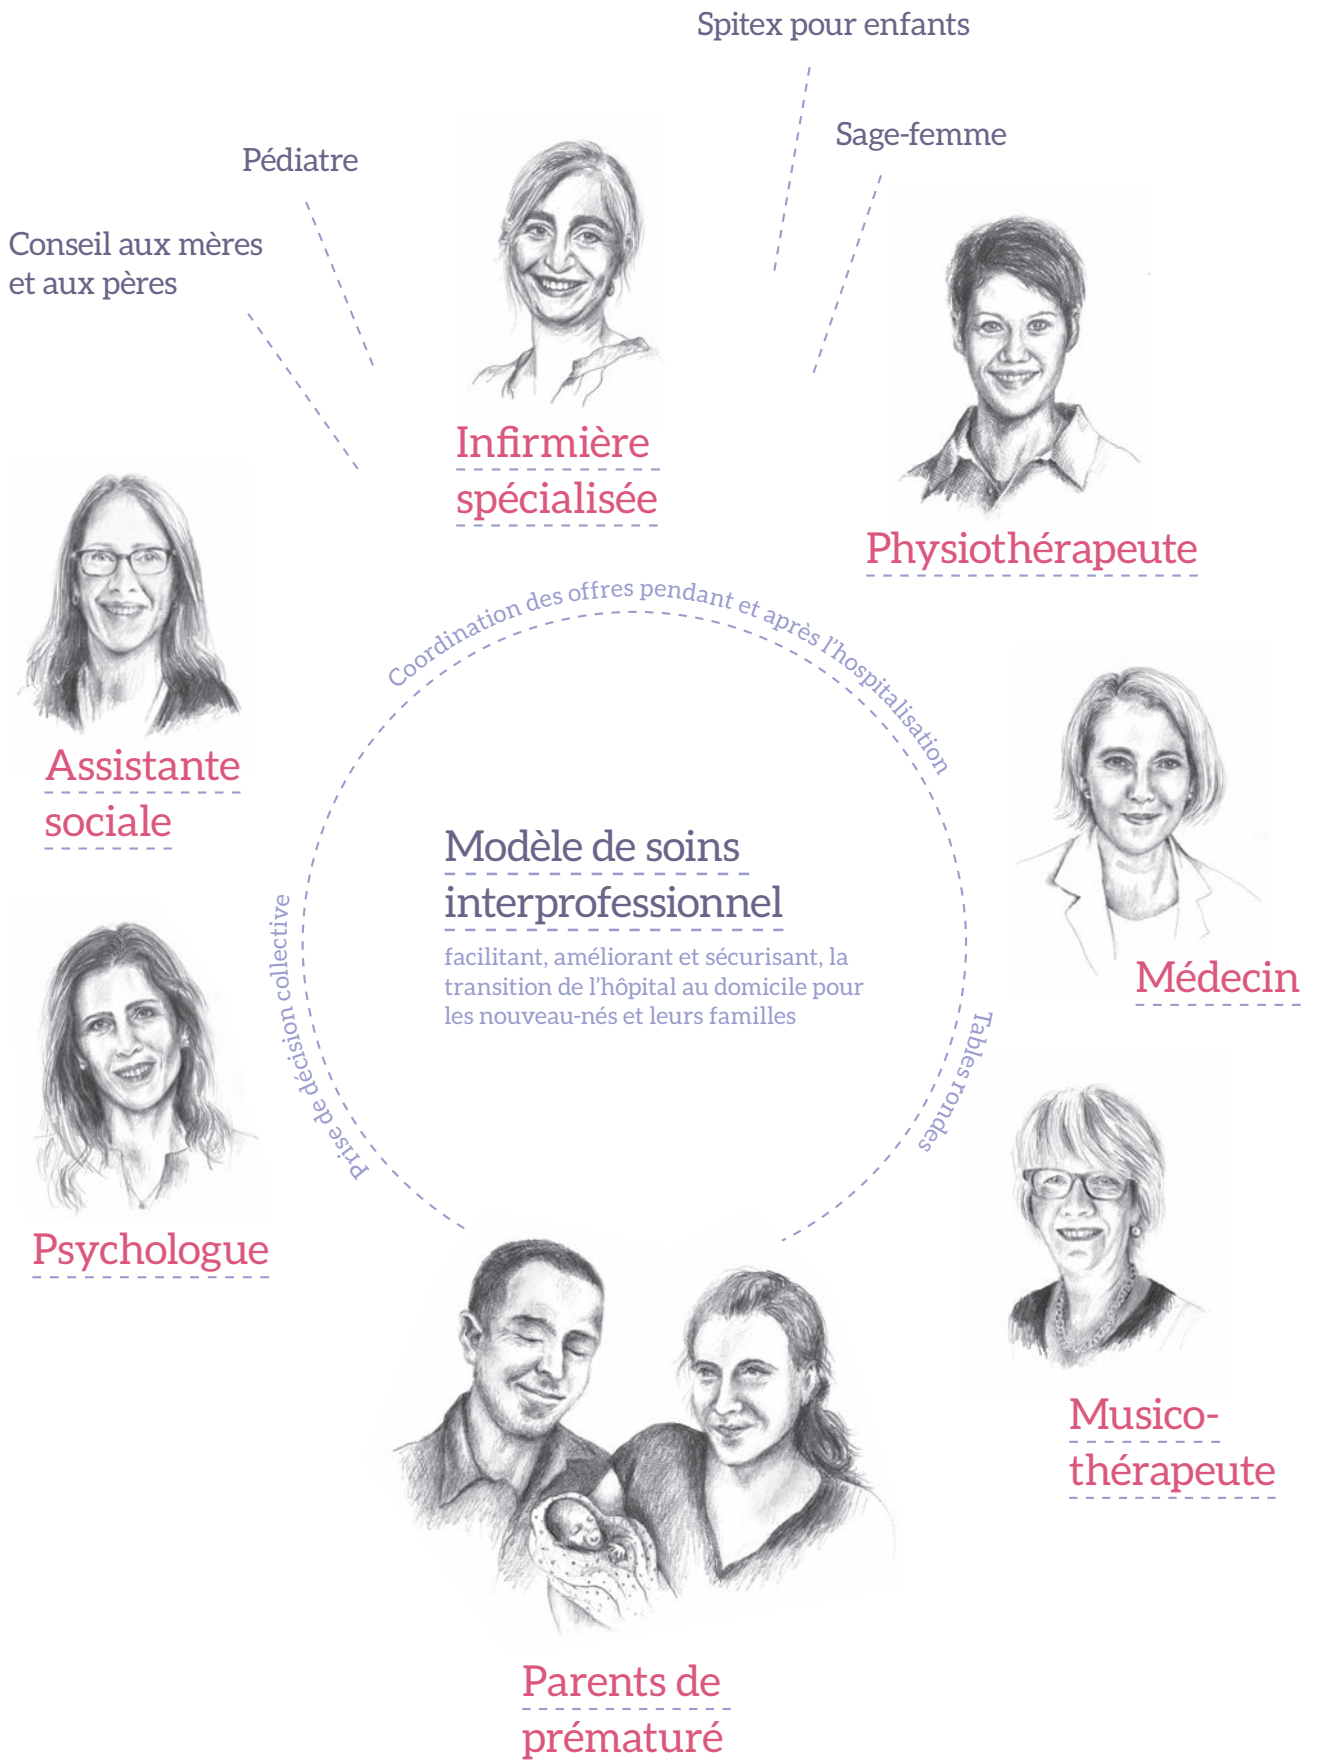 Spitex pour enfants
Sage-femme
Pédiatre
Conseil aux mères
et aux pères
Infirmière
spécialisée
Physiothérapeute
Assistante
sociale
Coordination des offres pendant et après l'hospitalisation
Médecin
Modèle de soins
interprofessionnel
facilitant, améliorant et sécurisant, la
transition de l'hôpital au domicile pour
les nouveau-nés et leurs familles
Prise de décision collective
Tables rondes
Psychologue
Musico-
thérapeute
Parents de
prématuré